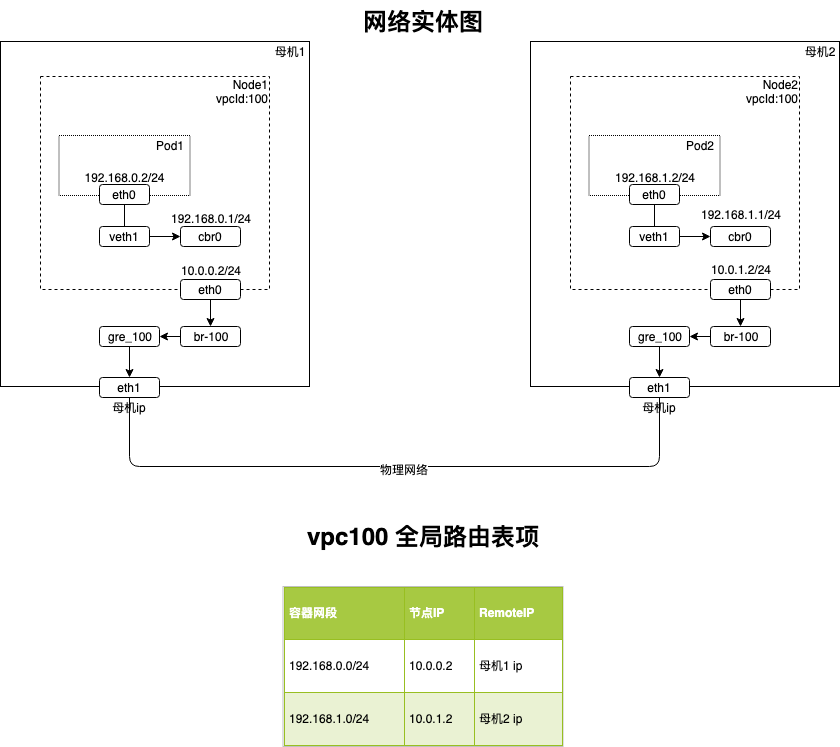 网络实体图
母机1
Node1
vpcId:100
Pod1
192.168.0.2/24
eth0
192.168.0.1/24
veth1
cbr0
10.0.0.2/24
eth0
gre_100
br-100
eth1
母机ip
母机2
Node2
vpcId:100
Pod2
192.168.1.2/24
eth0
192.168.1.1/24
veth1
cbr0
10.0.1.2/24
eth0
gre_100
br-100
eth1
母机ip
物理网络
vpc100 全局路由表项
容器网段 节点IP RemoteIP
192.168.0.0/24 10.0.0.2 母机1 ip
192.168.1.0/24 10.0.1.2 母机2 ip